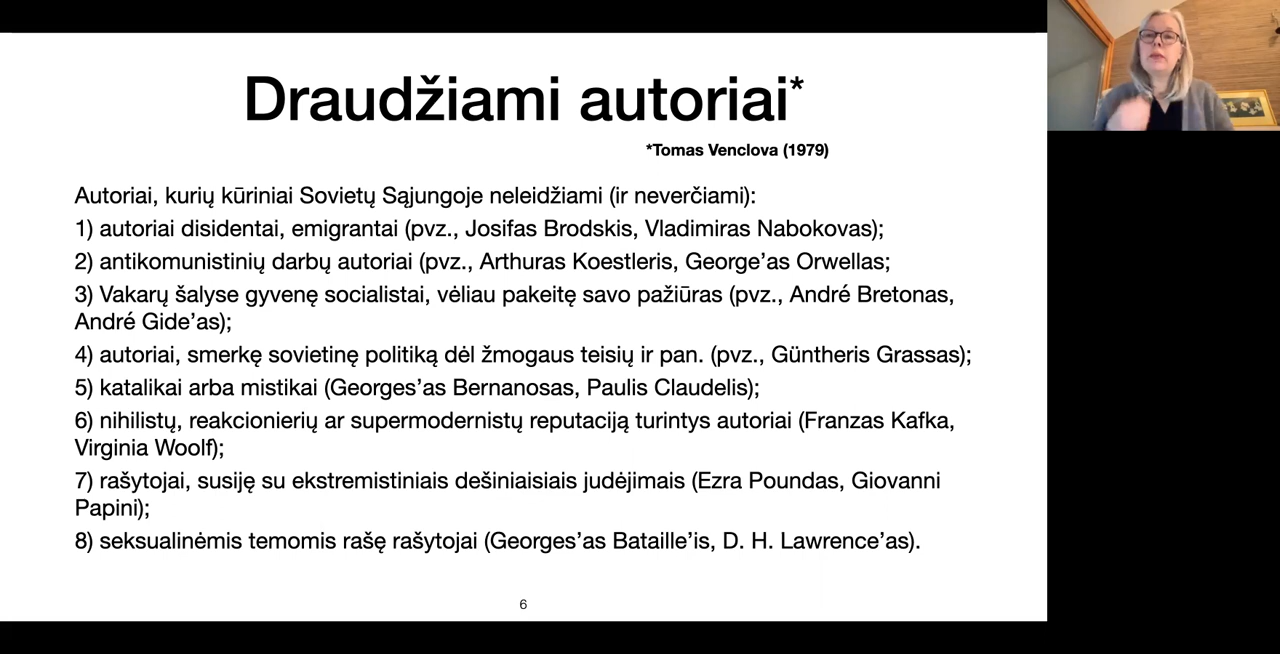 Draudžiami autoriai*
*Tomas Venclova (1979)
Autoriai, kurių kūriniai Sovietų Sąjungoje neleidžiami (ir neverčiami):
1) autoriai disidentai, emigrantai (pvz., Josifas Brodskis, Vladimiras Nabokovas);
2) antikomunistinių darbų autoriai (pvz., Arthuras Koestleris, George’as Orwellas;
3) Vakarų šalyse gyvenę socialistai, vėliau pakeitę savo pažiūras (pvz., André Bretonas,
André Gide’as);
4) autoriai, smerkę sovietinę politiką dėl žmogaus teisių ir pan. (pvz., Güntheris Grassas);
5) katalikai arba mistikai (Georges’as Bernanosas, Paulis Claudelis);
6) nihilistų, reakcionierių ar supermodernistų reputaciją turintys autoriai (Franzas Kafka,
Virginia Woolf);
7) rašytojai, susiję su ekstremistiniais dešiniaisiais judėjimais (Ezra Poundas, Giovanni
Papini);
8) seksualinėmis temomis rašę rašytojai (Georges’as Bataille’is, D. H. Lawrence’as).
6